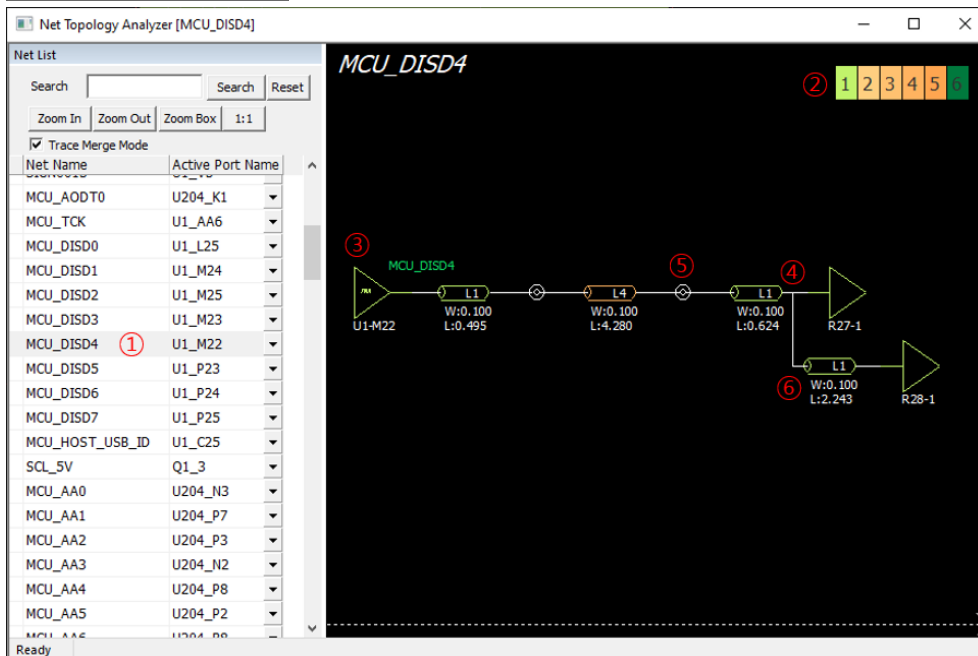 Net Topology Analyzer [MCU_DISD4]
Net List
Search Search Reset
Zoom In Zoom Out Zoom Box 1:1
Trace Merge Mode
Net Name Active Port Name
MCU_AODT0 U204_K1
MCU_TCK U1_AA6
MCU_DISD0 U1_L25
MCU_DISD1 U1_M24
MCU_DISD2 U1_M25
MCU_DISD3 U1_M23
MCU_DISD4 ① U1_M22
MCU_DISD5 U1_P23
MCU_DISD6 U1_P24
MCU_DISD7 U1_P25
MCU_HOST_USB_ID U1_C25
SCL_5V Q1_3
MCU_AA0 U204_N3
MCU_AA1 U204_P7
MCU_AA2 U204_P3
MCU_AA3 U204_N2
MCU_AA4 U204_P8
MCU_AA5 U204_P2
MCU_AA6 U204_R8
Ready
MCU_DISD4
② 1 2 3 4 5 6
③
MCU_DISD4
⑤
④
L1
L4
L1
U1-M22
W:0.100
L:0.495
W:0.100
L:4.280
W:0.100
L:0.624
R27-1
L1
⑥
W:0.100
L:2.243
R28-1